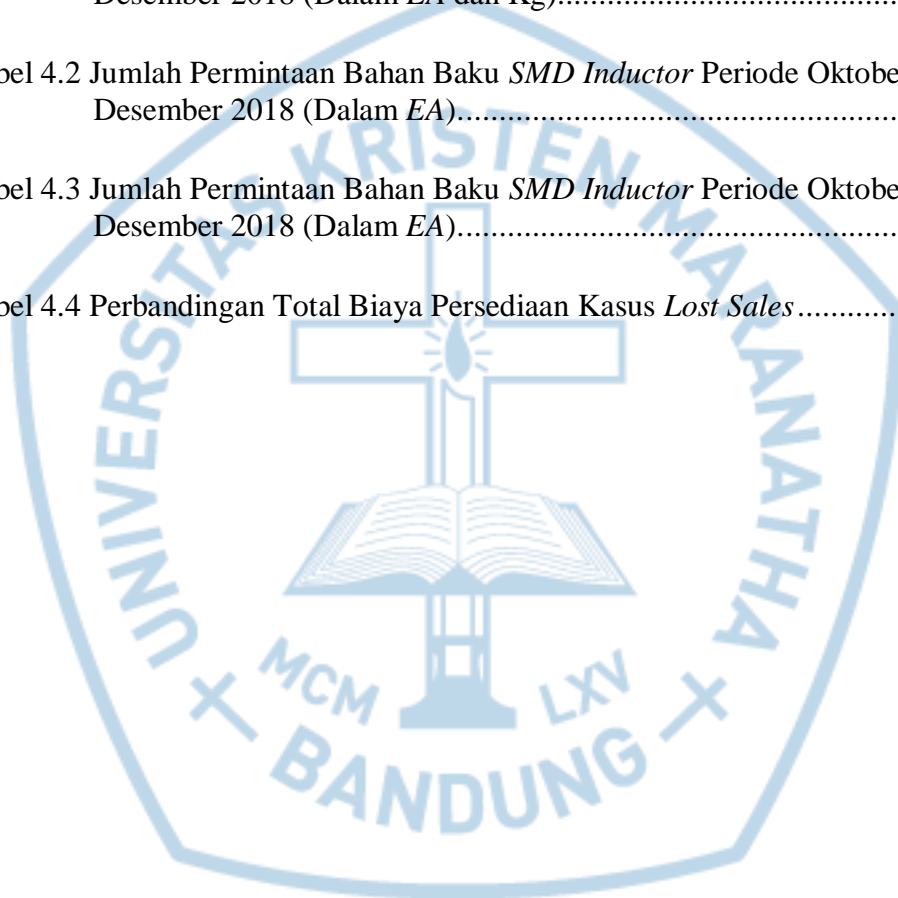 Desember 2018 (Dalam EA dan Kg)..........................................
bel 4.2 Jumlah Permintaan Bahan Baku SMD Inductor Periode Oktobe
Desember 2018 (Dalam EA).....................................................
bel 4.3 Jumlah Permintaan Bahan Baku SMD Inductor Periode Oktobe
Desember 2018 (Dalam EA).....................................................
bel 4.4 Perbandingan Total Biaya Persediaan Kasus Lost Sales............
UNIVERSITAS KRISTEN MARANATHA
MCM LXV
BANDUNG